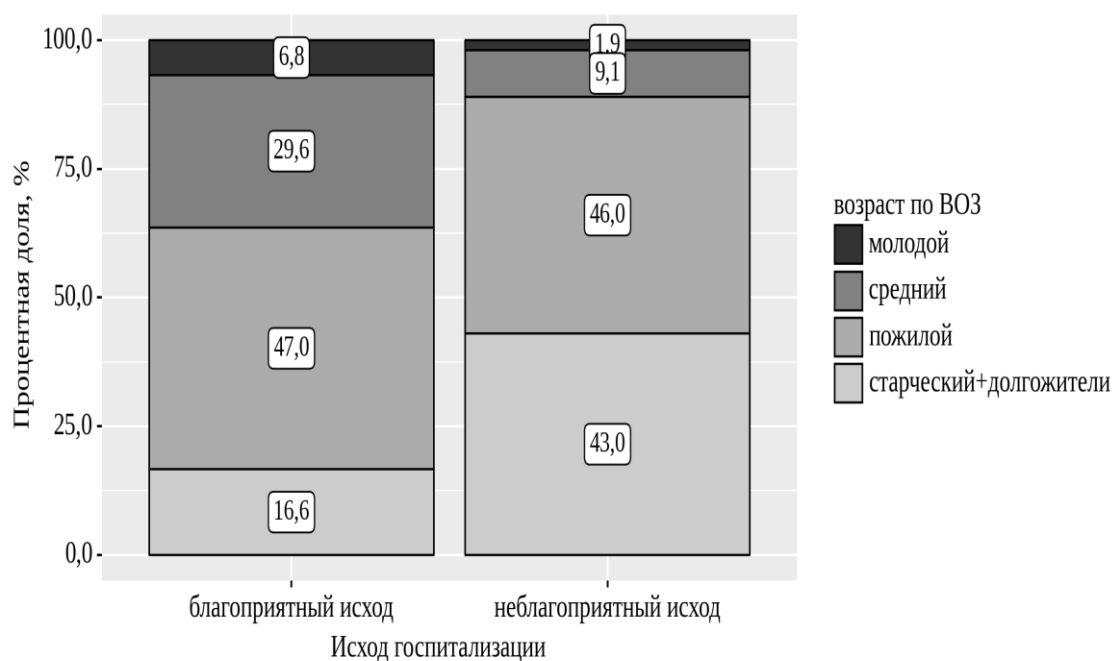 Процентная доля, %
100,0
75,0
50,0
25,0
0,0
6,8
29,6
47,0
16,6
1,9
9,1
46,0
43,0
благоприятный исход
неблагоприятный исход
Исход госпитализации
возраст по ВОЗ
молодой
средний
пожилой
старческий+долгожители